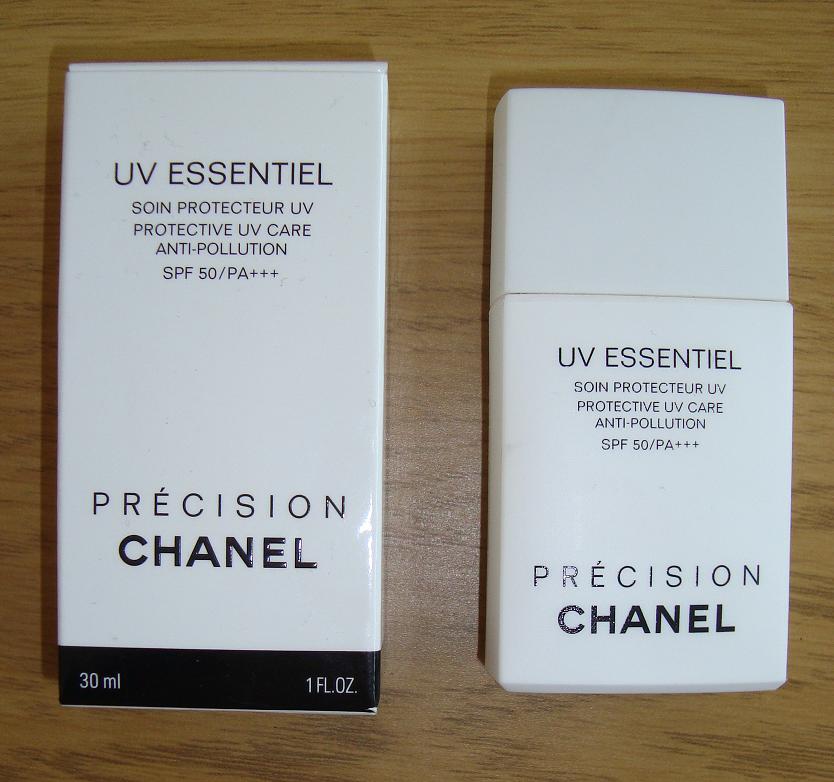 UV ESSENTIEL
SOIN PROTECTEUR UV
PROTECTIVE UV CARE
ANTI-POLLUTION
SPF 50/PA+++
PRÉCISION
CHANEL
30 ml 1 FL.OZ.
UV ESSENTIEL
SOIN PROTECTEUR UV
PROTECTIVE UV CARE
ANTI-POLLUTION
SPF 50/PA+++
PRÉCISION
CHANEL